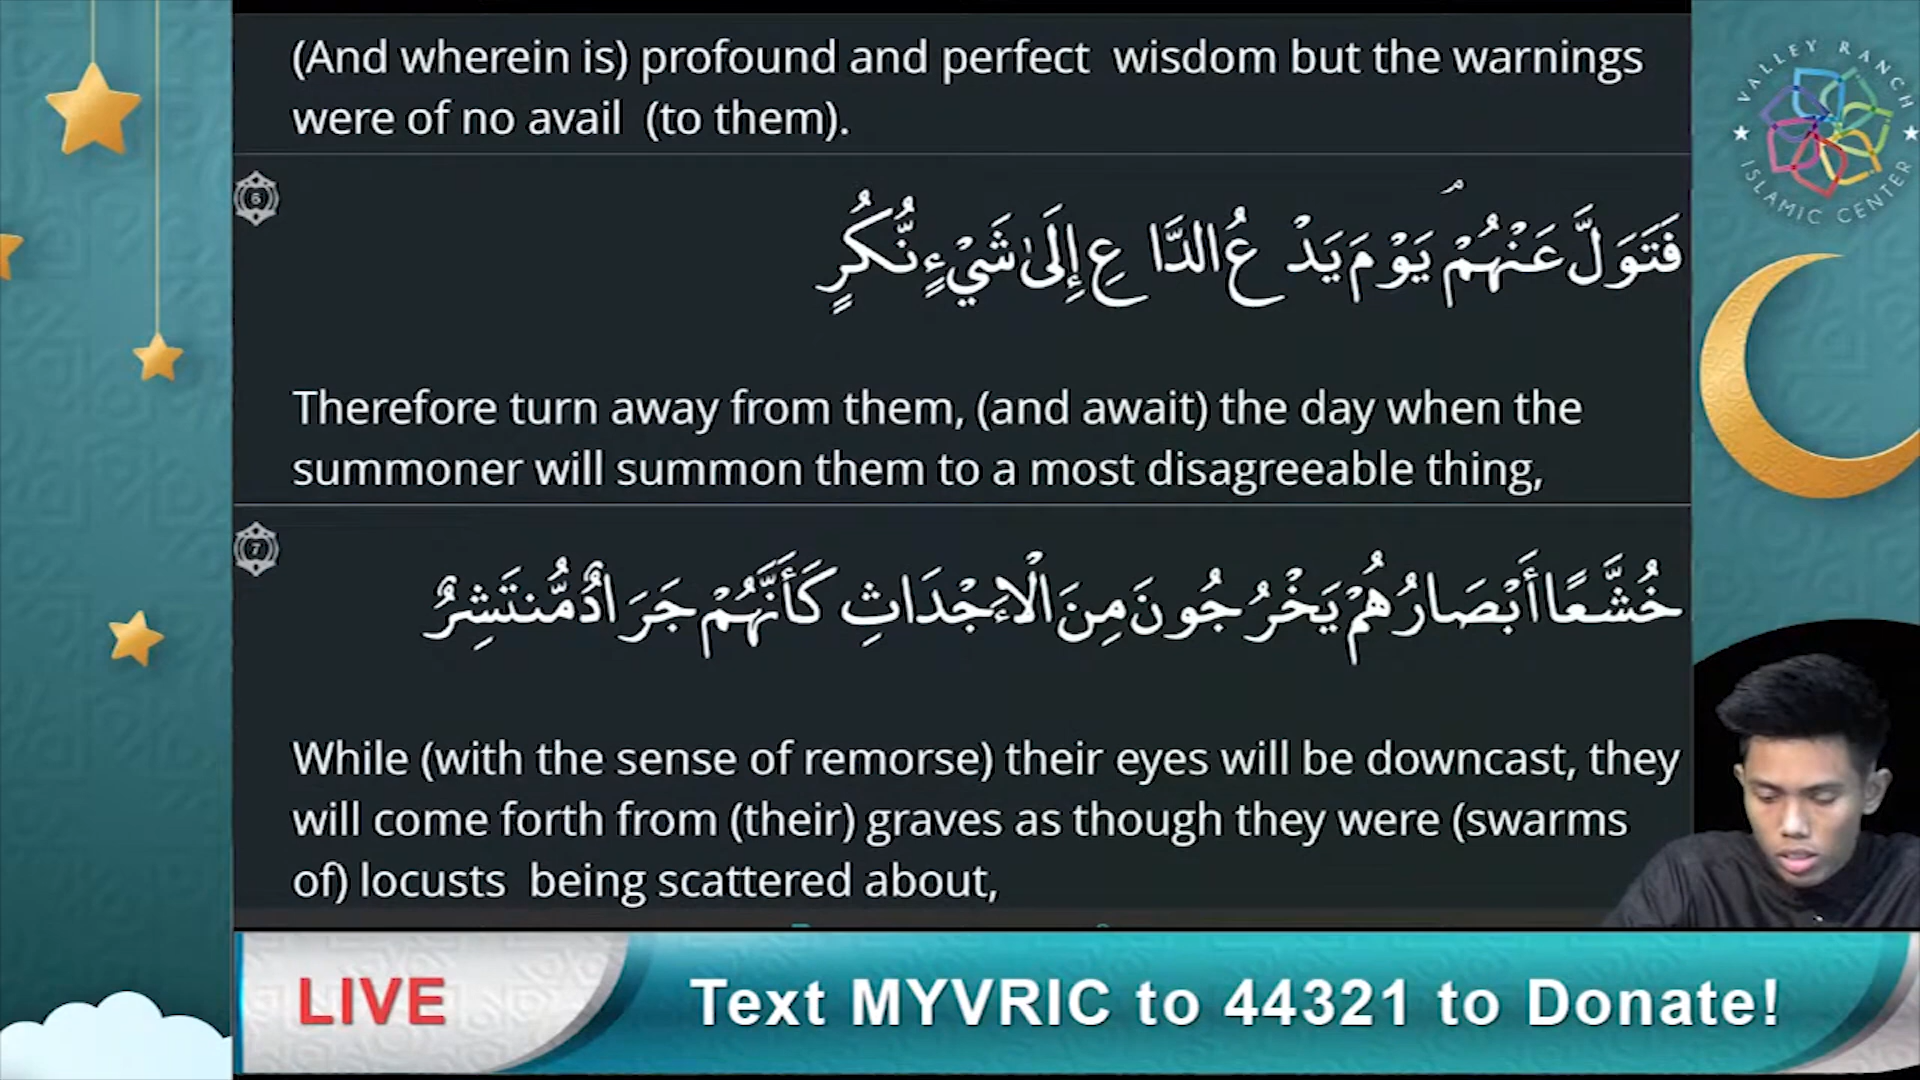 (And wherein is) profound and perfect wisdom but the warnings
were of no avail (to them).
6
فَتَوَلَّ عَنْهُمْ ۘ يَوْمَ يَدْعُ الدَّاعِ إِلَىٰ شَيْءٍ نُّكُرٍ
Therefore turn away from them, (and await) the day when the
summoner will summon them to a most disagreeable thing,
7
خُشَّعًا أَبْصَارُهُمْ يَخْرُجُونَ مِنَ الْأَجْدَاثِ كَأَنَّهُمْ جَرَادٌ مُّنتَشِرٌ
While (with the sense of remorse) their eyes will be downcast, they
will come forth from (their) graves as though they were (swarms
of) locusts being scattered about,
VALLEY RANCH
ISLAMIC CENTER
LIVE
Text MYVRIC to 44321 to Donate!